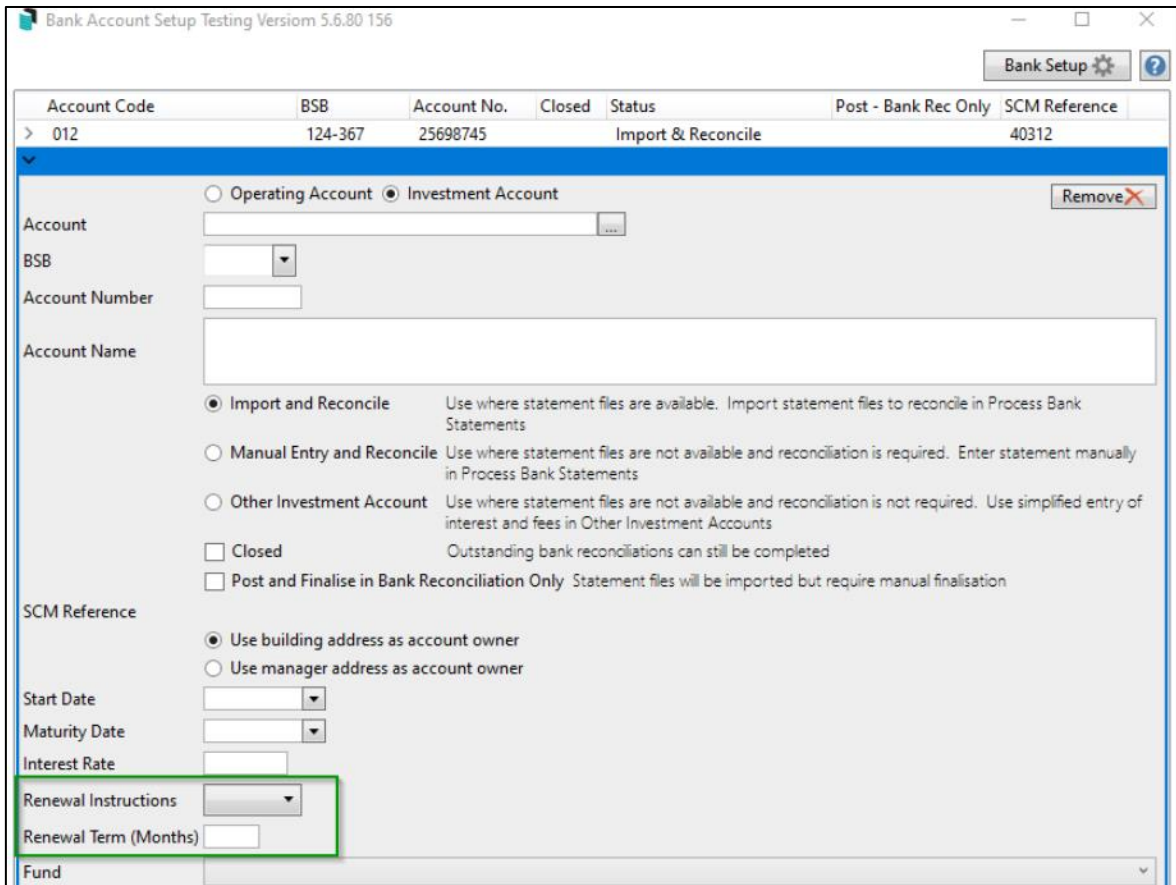 Bank Account Setup Testing Versiom 5.6.80 156
Bank Setup
Account Code BSB Account No. Closed Status Post - Bank Rec Only SCM Reference
012 124-367 25698745 Import & Reconcile 40312
Operating Account Investment Account Remove
Account ...
BSB
Account Number
Account Name
Import and Reconcile Use where statement files are available. Import statement files to reconcile in Process Bank
Statements
Manual Entry and Reconcile Use where statement files are not available and reconciliation is required. Enter statement manually
in Process Bank Statements
Other Investment Account Use where statement files are not available and reconciliation is not required. Use simplified entry of
interest and fees in Other Investment Accounts
Closed Outstanding bank reconciliations can still be completed
Post and Finalise in Bank Reconciliation Only Statement files will be imported but require manual finalisation
SCM Reference
Use building address as account owner
Use manager address as account owner
Start Date
Maturity Date
Interest Rate
Renewal Instructions
Renewal Term (Months)
Fund